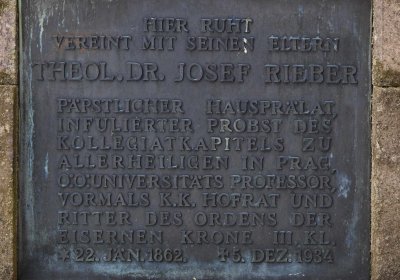 HIER RUHT
VEREINT MIT SEINEN ELTERN
THEOL. DR. JOSEF RIEBER
PÄPSTLICHER HAUSPRÄLAT,
INFULIERTER PROBST DES
KOLLEGIATKAPITELS ZU
ALLERHEILIGEN IN PRAG,
O.Ö. UNIVERSITÄTS PROFESSOR,
VORMALS K.K. HOFRAT UND
RITTER DES ORDENS DER
EISERNEN KRONE III. KL.
* 22. JAN. 1862. ✝ 5. DEZ. 1934